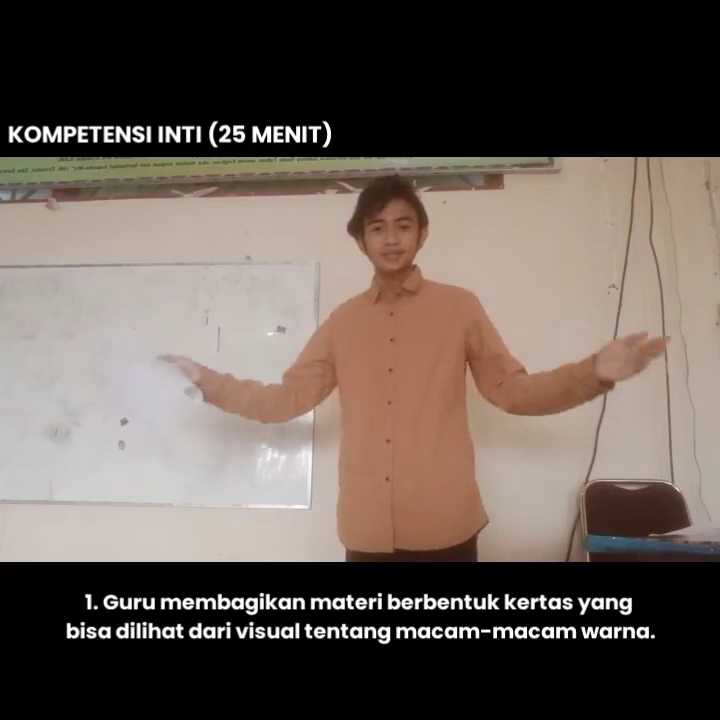 KOMPETENSI INTI (25 MENIT)
1. Guru membagikan materi berbentuk kertas yang
bisa dilihat dari visual tentang macam-macam warna.